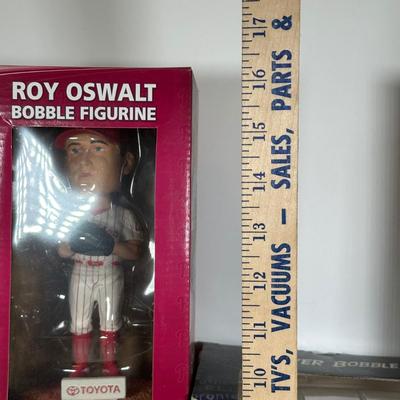 ROY OSWALT
BOBBLE FIGURINE
TOYOTA
17
16
15
14
13
12
11
10
TV'S, VACUUMS — SALES, PARTS &
BOBBLE